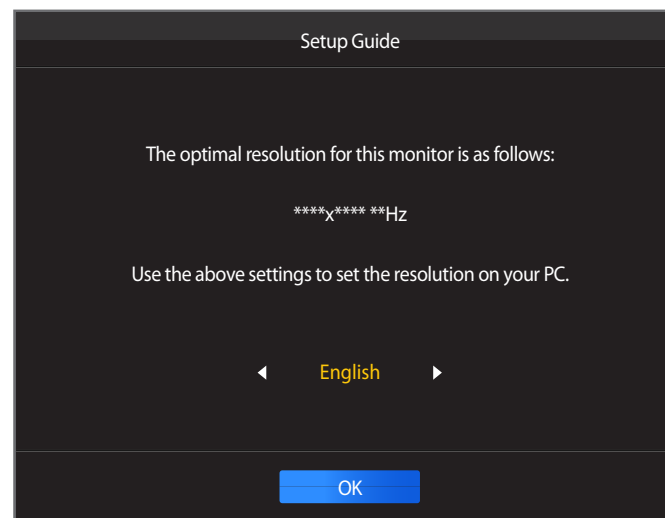 Setup Guide
The optimal resolution for this monitor is as follows:
****x**** **Hz
Use the above settings to set the resolution on your PC.
English
OK